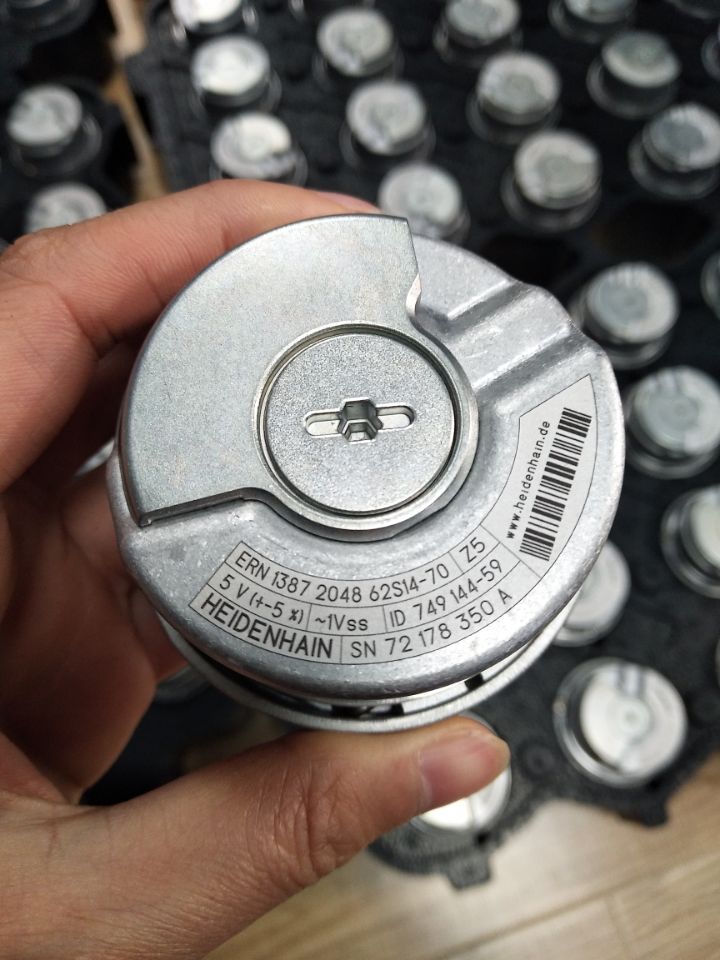 ERN 1387 2048 62S14-70 Z5
5 V (+-5 %) ~1Vss ID 749 144-59
HEIDENHAIN SN 72 178 350 A
www.heidenhain.de